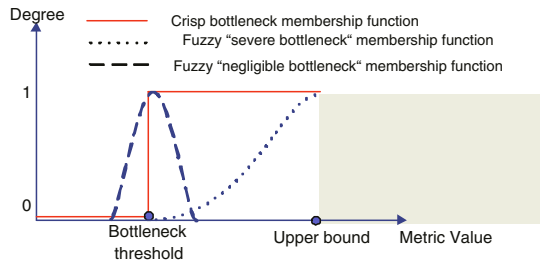 Degree
Crisp bottleneck membership function
Fuzzy “severe bottleneck“ membership function
Fuzzy “negligible bottleneck“ membership function
1
0
Bottleneck
threshold
Upper bound
Metric Value